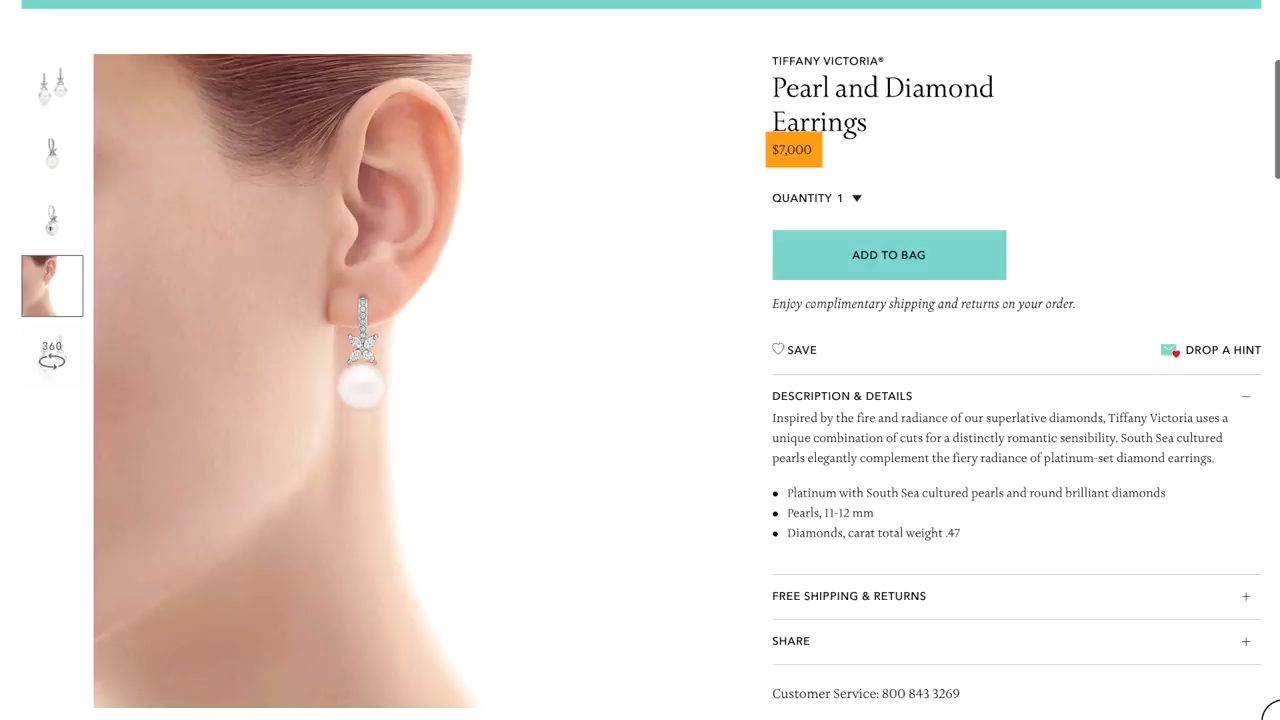 TIFFANY VICTORIA®
Pearl and Diamond
Earrings
$7,000
QUANTITY 1
ADD TO BAG
Enjoy complimentary shipping and returns on your order.
SAVE
DROP A HINT
360
DESCRIPTION & DETAILS
Inspired by the fire and radiance of our superlative diamonds, Tiffany Victoria uses a
unique combination of cuts for a distinctly romantic sensibility. South Sea cultured
pearls elegantly complement the fiery radiance of platinum-set diamond earrings.
Platinum with South Sea cultured pearls and round brilliant diamonds
Pearls, 11-12 mm
Diamonds, carat total weight .47
FREE SHIPPING & RETURNS
SHARE
Customer Service: 800 843 3269